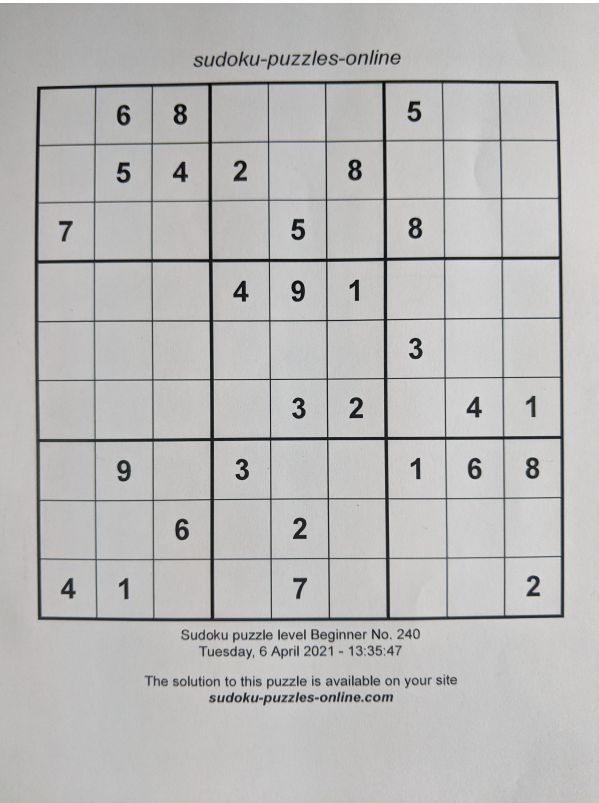 sudoku-puzzles-online
6 8 5
5 4 2 8
7 5 8
4 9 1
3
3 2 4 1
9 3 1 6 8
6 2
4 1 7 2
Sudoku puzzle level Beginner No. 240
Tuesday, 6 April 2021 - 13:35:47
The solution to this puzzle is available on your site
sudoku-puzzles-online.com